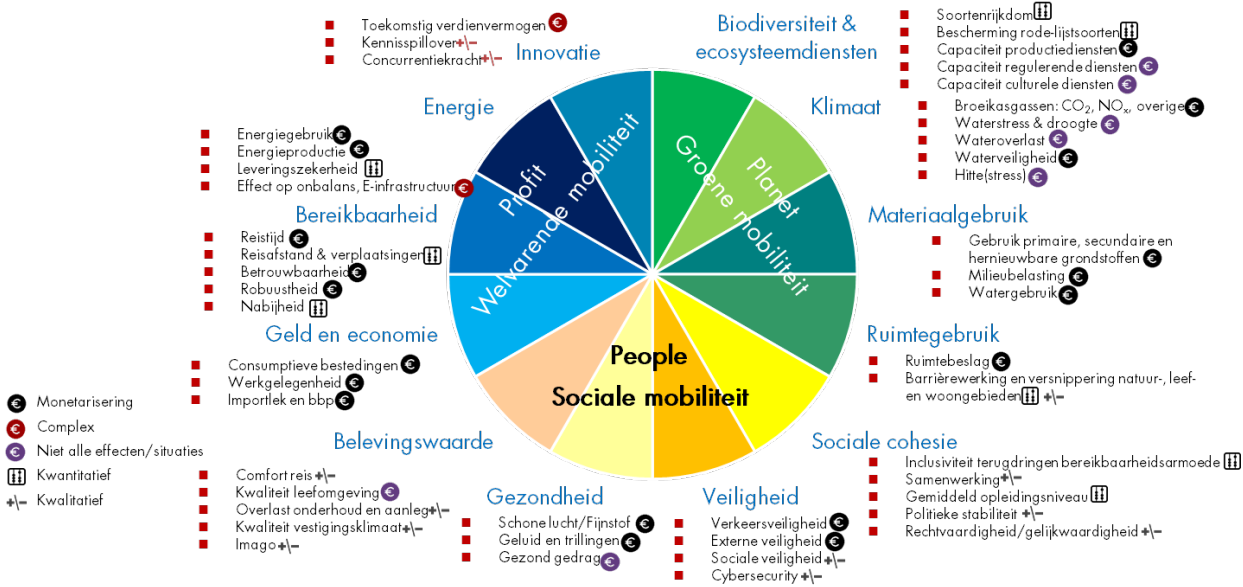 Innovatie
Toekomstig verdienvermogen €
Kennisspillover +\-
Concurrentiekracht +\-
Biodiversiteit &
ecosysteemdiensten
Soortenrijkdom
Bescherming rode-lijstsoorten
Capaciteit productiediensten €
Capaciteit regulerende diensten €
Capaciteit culturele diensten €
Energie
Energiegebruik €
Energieproductie €
Leveringszekerheid
Effect op onbalans, E-infrastructuur €
Klimaat
Broeikasgassen: CO₂, NOₓ, overige €
Waterstress & droogte €
Wateroverlast €
Waterveiligheid €
Hitte(stress) €
Bereikbaarheid
Reistijd €
Reisafstand & verplaatsingen
Betrouwbaarheid €
Robuustheid €
Nabijheid
Materiaalgebruik
Gebruik primaire, secundaire en
hernieuwbare grondstoffen €
Milieubelasting €
Watergebruik €
Geld en economie
Consumptieve bestedingen €
Werkgelegenheid €
Importlek en bbp €
Ruimtegebruik
Ruimtebeslag €
Barrièrewerking en versnippering natuur-, leef-
en woongebieden +\-
Profit
Welvarende mobiliteit
Planet
Groene mobiliteit
People
Sociale mobiliteit
€ Monetarisering
€ Complex
€ Niet alle effecten/situaties
Kwantitatief
+\- Kwalitatief
Belevingswaarde
Comfort reis +\-
Kwaliteit leefomgeving €
Overlast onderhoud en aanleg +\-
Kwaliteit vestigingsklimaat +\-
Imago +\-
Gezondheid
Schone lucht/Fijnstof €
Geluid en trillingen €
Gezond gedrag €
Veiligheid
Verkeersveiligheid €
Externe veiligheid €
Sociale veiligheid +\-
Cybersecurity +\-
Sociale cohesie
Inclusiviteit terugdringen bereikbaarheidsarmoede
Samenwerking +\-
Gemiddeld opleidingsniveau
Politieke stabiliteit +\-
Rechtvaardigheid/gelijkwaardigheid +\-